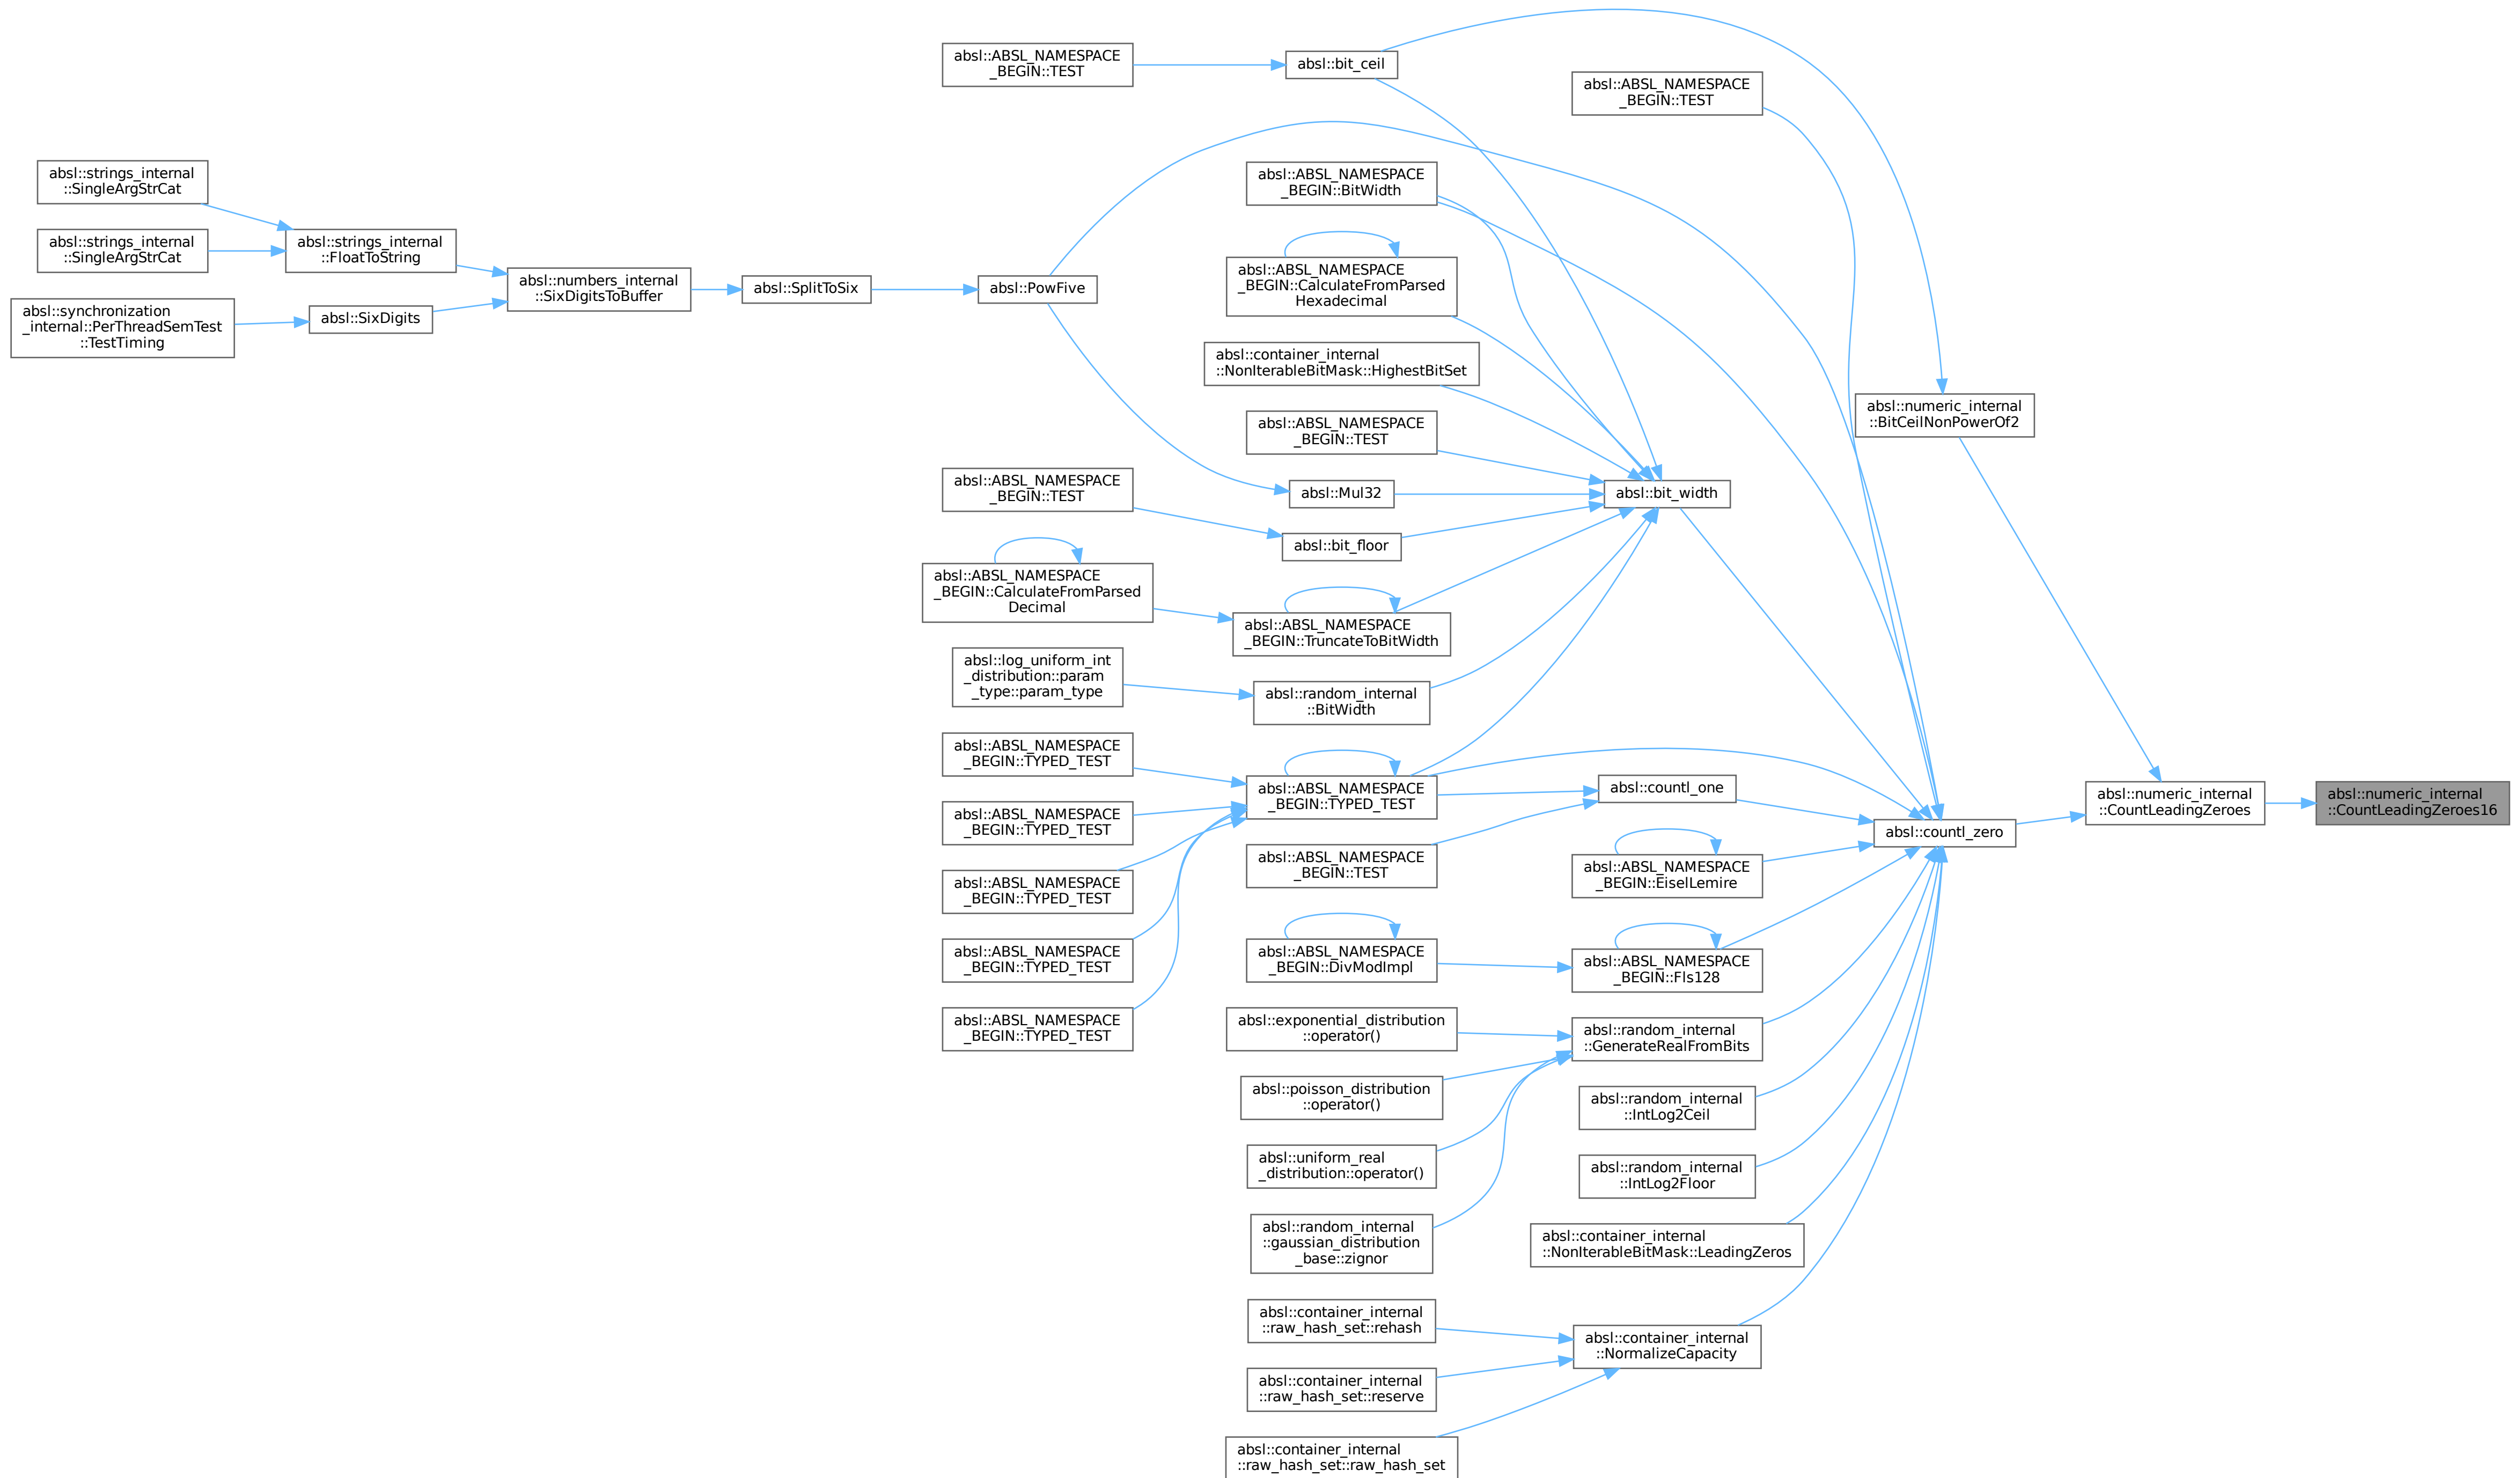 absl::ABSL_NAMESPACE
_BEGIN::TEST
absl::bit_ceil
absl::ABSL_NAMESPACE
_BEGIN::TEST
absl::strings_internal
::SingleArgStrCat
absl::ABSL_NAMESPACE
_BEGIN::BitWidth
absl::strings_internal
::SingleArgStrCat
absl::strings_internal
::FloatToString
absl::numbers_internal
::SixDigitsToBuffer
absl::SplitToSix
absl::PowFive
absl::ABSL_NAMESPACE
_BEGIN::CalculateFromParsed
Hexadecimal
absl::synchronization
_internal::PerThreadSemTest
::TestTiming
absl::SixDigits
absl::container_internal
::NonIterableBitMask::HighestBitSet
absl::ABSL_NAMESPACE
_BEGIN::TEST
absl::numeric_internal
::BitCeilNonPowerOf2
absl::ABSL_NAMESPACE
_BEGIN::TEST
absl::Mul32
absl::bit_width
absl::bit_floor
absl::ABSL_NAMESPACE
_BEGIN::CalculateFromParsed
Decimal
absl::ABSL_NAMESPACE
_BEGIN::TruncateToBitWidth
absl::log_uniform_int
_distribution::param
_type::param_type
absl::random_internal
::BitWidth
absl::ABSL_NAMESPACE
_BEGIN::TYPED_TEST
absl::ABSL_NAMESPACE
_BEGIN::TYPED_TEST
absl::countl_one
absl::numeric_internal
::CountLeadingZeroes
absl::numeric_internal
::CountLeadingZeroes16
absl::ABSL_NAMESPACE
_BEGIN::TYPED_TEST
absl::countl_zero
absl::ABSL_NAMESPACE
_BEGIN::TYPED_TEST
absl::ABSL_NAMESPACE
_BEGIN::TEST
absl::ABSL_NAMESPACE
_BEGIN::EiselLemire
absl::ABSL_NAMESPACE
_BEGIN::TYPED_TEST
absl::ABSL_NAMESPACE
_BEGIN::DivModImpl
absl::ABSL_NAMESPACE
_BEGIN::Fls128
absl::ABSL_NAMESPACE
_BEGIN::TYPED_TEST
absl::exponential_distribution
::operator()
absl::random_internal
::GenerateRealFromBits
absl::poisson_distribution
::operator()
absl::random_internal
::IntLog2Ceil
absl::uniform_real
_distribution::operator()
absl::random_internal
::IntLog2Floor
absl::random_internal
::gaussian_distribution
_base::zignor
absl::container_internal
::NonIterableBitMask::LeadingZeros
absl::container_internal
::raw_hash_set::rehash
absl::container_internal
::NormalizeCapacity
absl::container_internal
::raw_hash_set::reserve
absl::container_internal
::raw_hash_set::raw_hash_set